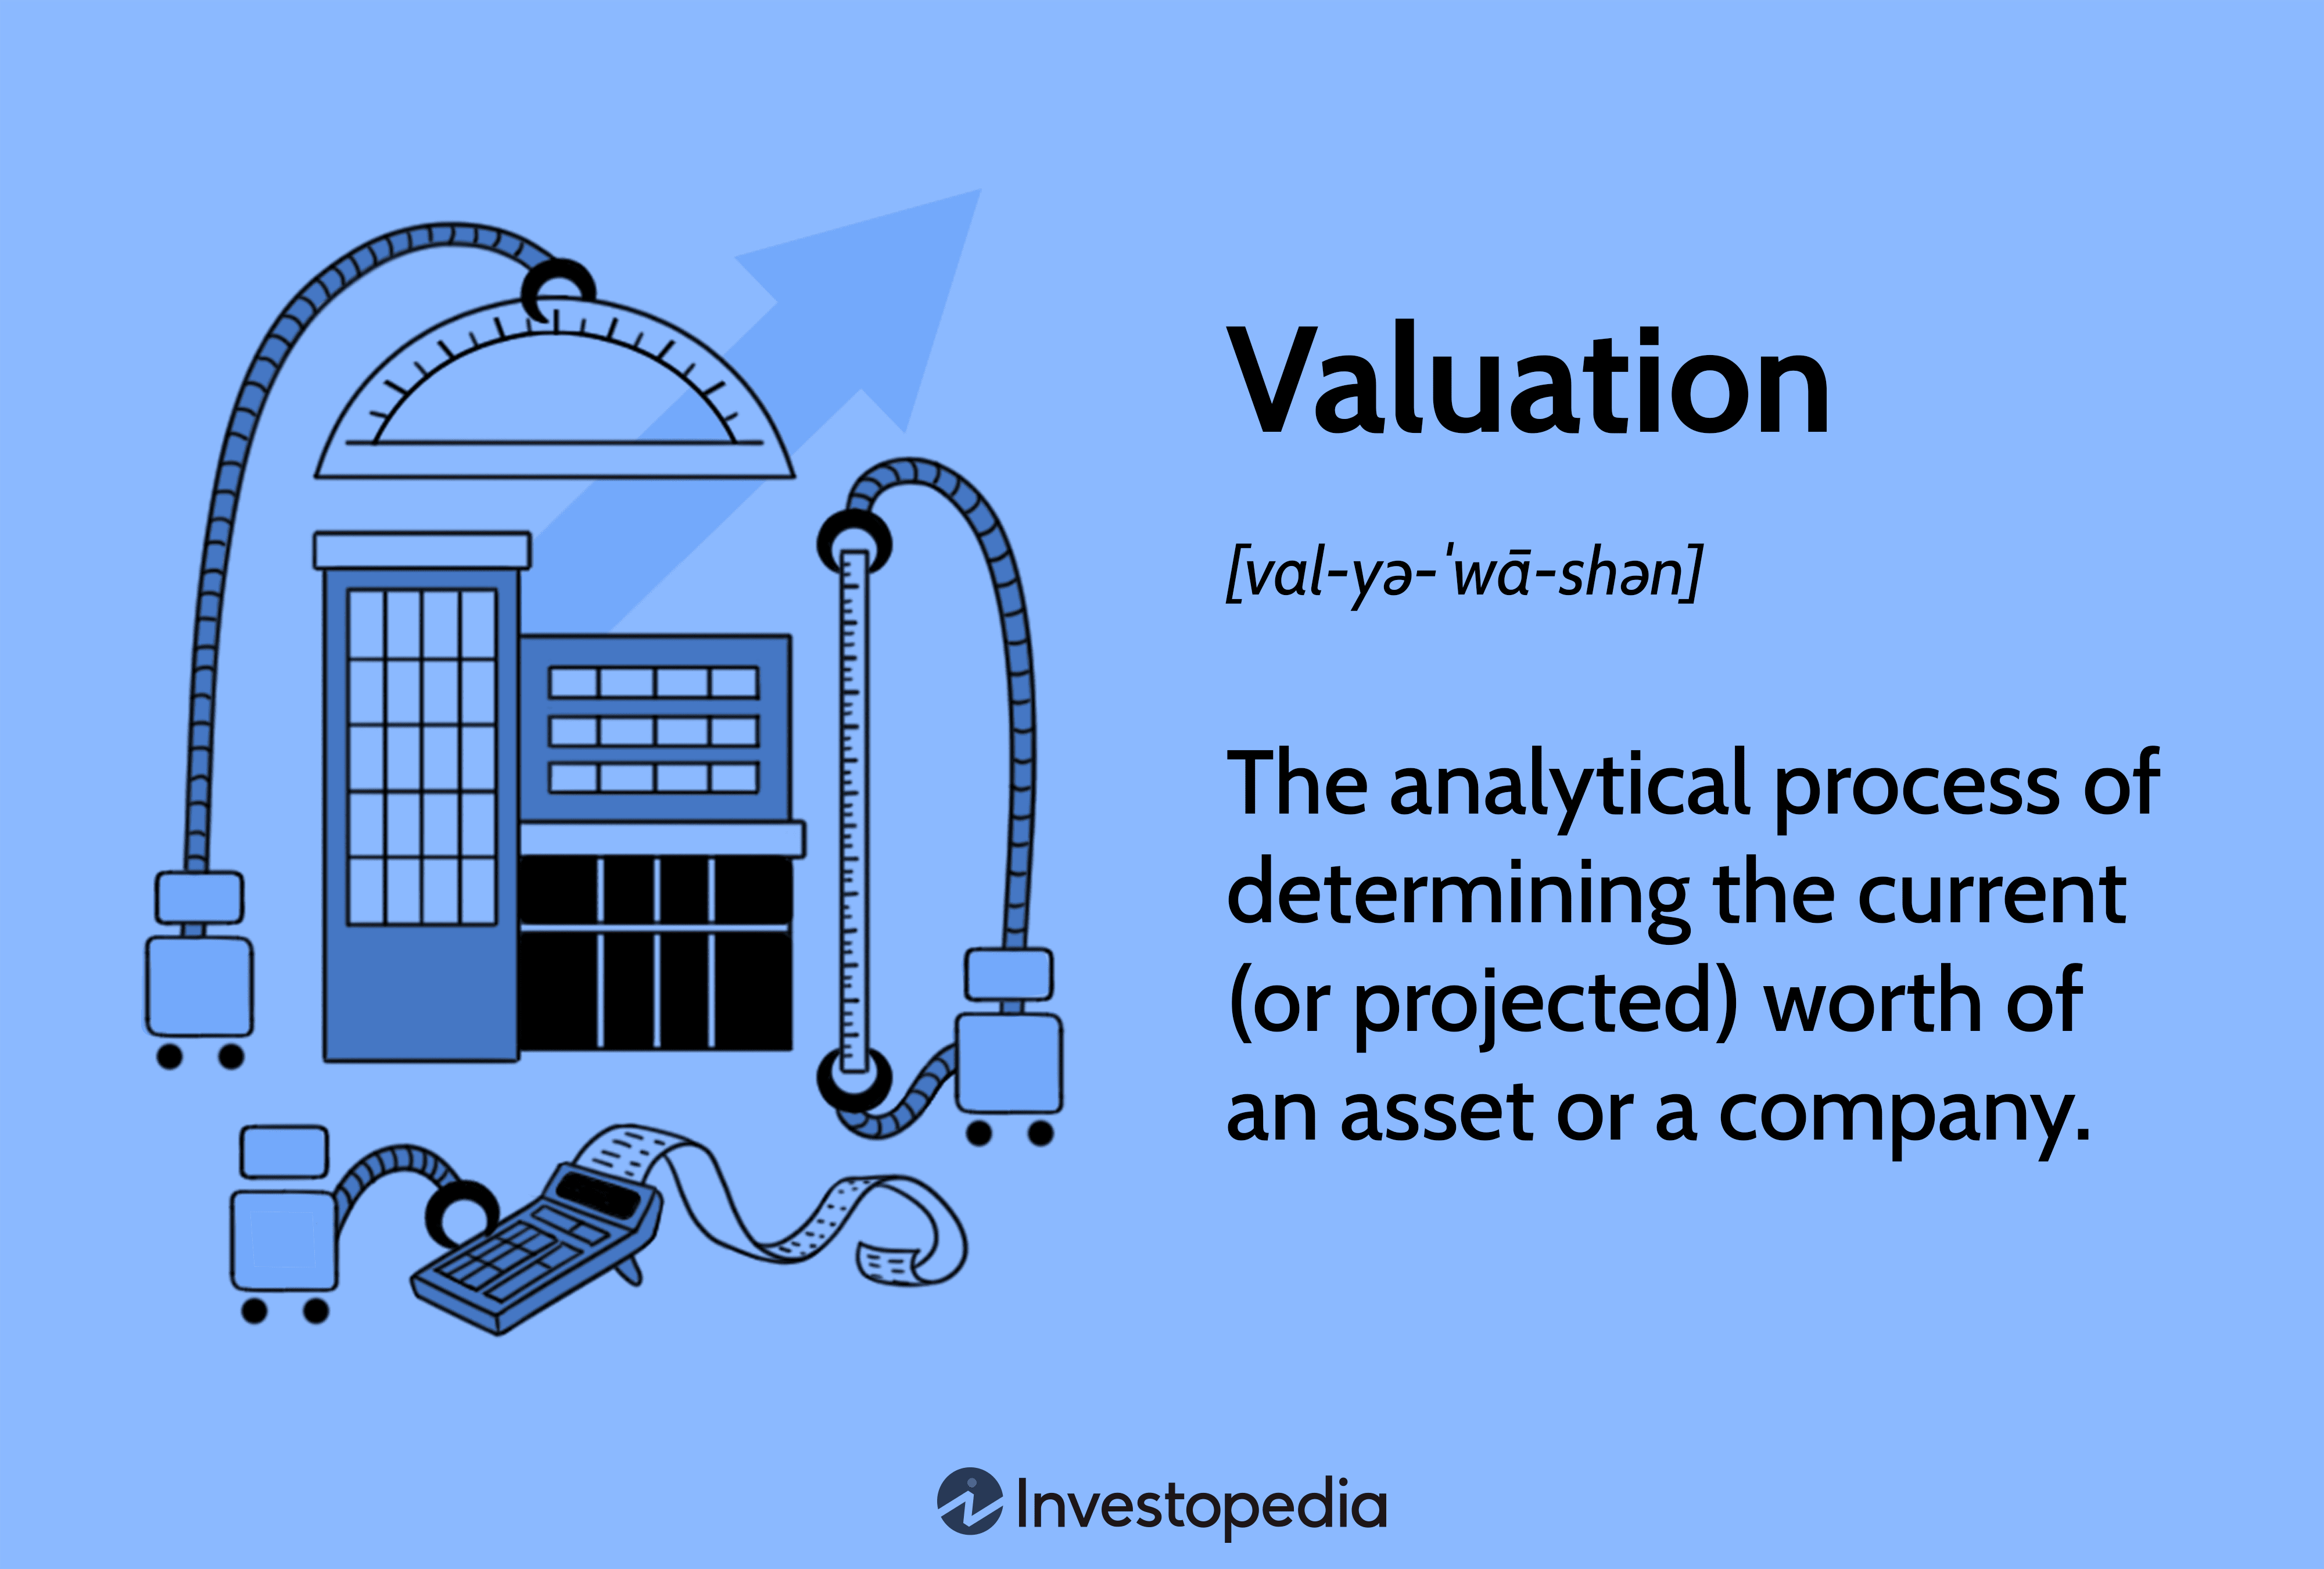 Valuation
[val-yə-ˈwā-shən]
The analytical process of
determining the current
(or projected) worth of
an asset or a company.
Investopedia